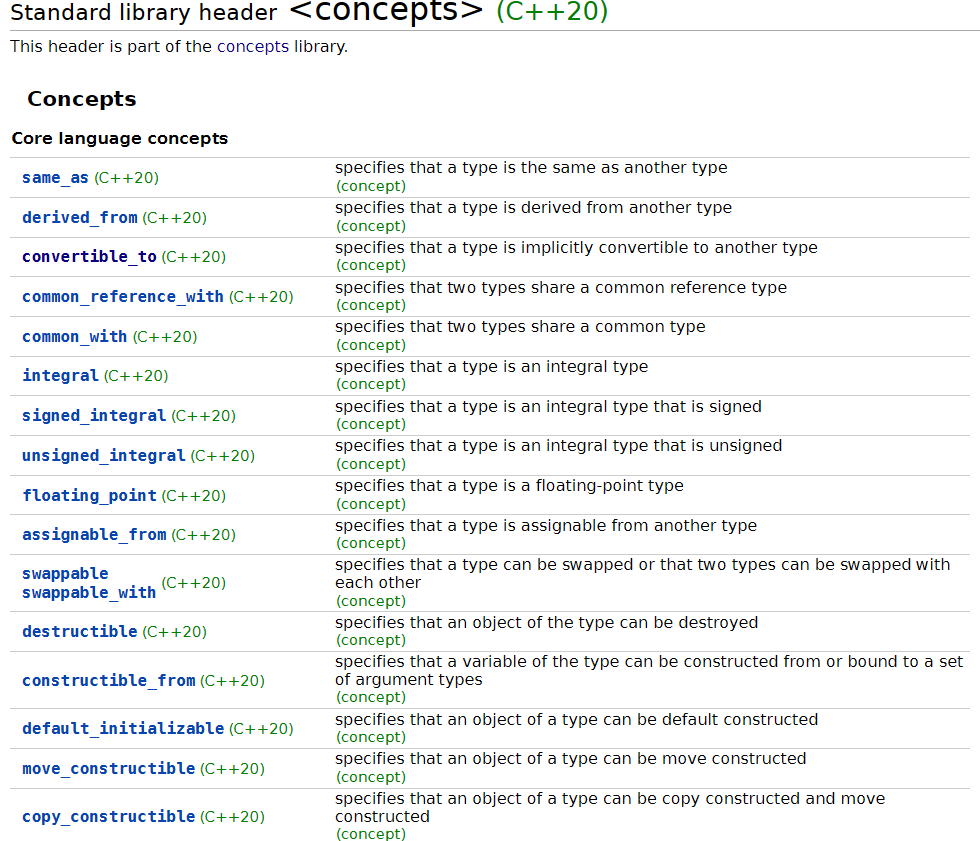 Standard library header <concepts> (C++20)
This header is part of the concepts library.
Concepts
Core language concepts
same_as (C++20)
specifies that a type is the same as another type
(concept)
derived_from (C++20)
specifies that a type is derived from another type
(concept)
convertible_to (C++20)
specifies that a type is implicitly convertible to another type
(concept)
common_reference_with (C++20)
specifies that two types share a common reference type
(concept)
common_with (C++20)
specifies that two types share a common type
(concept)
integral (C++20)
specifies that a type is an integral type
(concept)
signed_integral (C++20)
specifies that a type is an integral type that is signed
(concept)
unsigned_integral (C++20)
specifies that a type is an integral type that is unsigned
(concept)
floating_point (C++20)
specifies that a type is a floating-point type
(concept)
assignable_from (C++20)
specifies that a type is assignable from another type
(concept)
swappable
swappable_with (C++20)
specifies that a type can be swapped or that two types can be swapped with
each other
(concept)
destructible (C++20)
specifies that an object of the type can be destroyed
(concept)
constructible_from (C++20)
specifies that a variable of the type can be constructed from or bound to a set
of argument types
(concept)
default_initializable (C++20)
specifies that an object of a type can be default constructed
(concept)
move_constructible (C++20)
specifies that an object of a type can be move constructed
(concept)
copy_constructible (C++20)
specifies that an object of a type can be copy constructed and move
constructed
(concept)